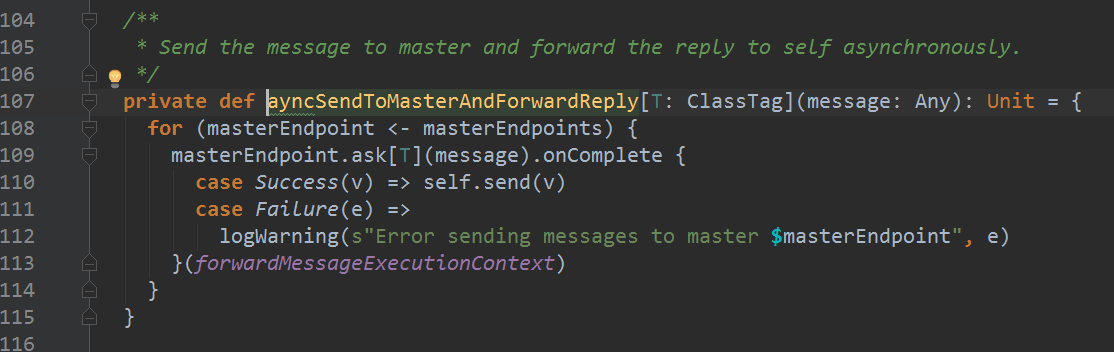 104 /**
105  * Send the message to master and forward the reply to self asynchronously.
106  */
107 private def ayncSendToMasterAndForwardReply[T: ClassTag](message: Any): Unit = {
108   for (masterEndpoint <- masterEndpoints) {
109     masterEndpoint.ask[T](message).onComplete {
110       case Success(v) => self.send(v)
111       case Failure(e) =>
112         logWarning(s"Error sending messages to master $masterEndpoint", e)
113     }(forwardMessageExecutionContext)
114   }
115 }
116